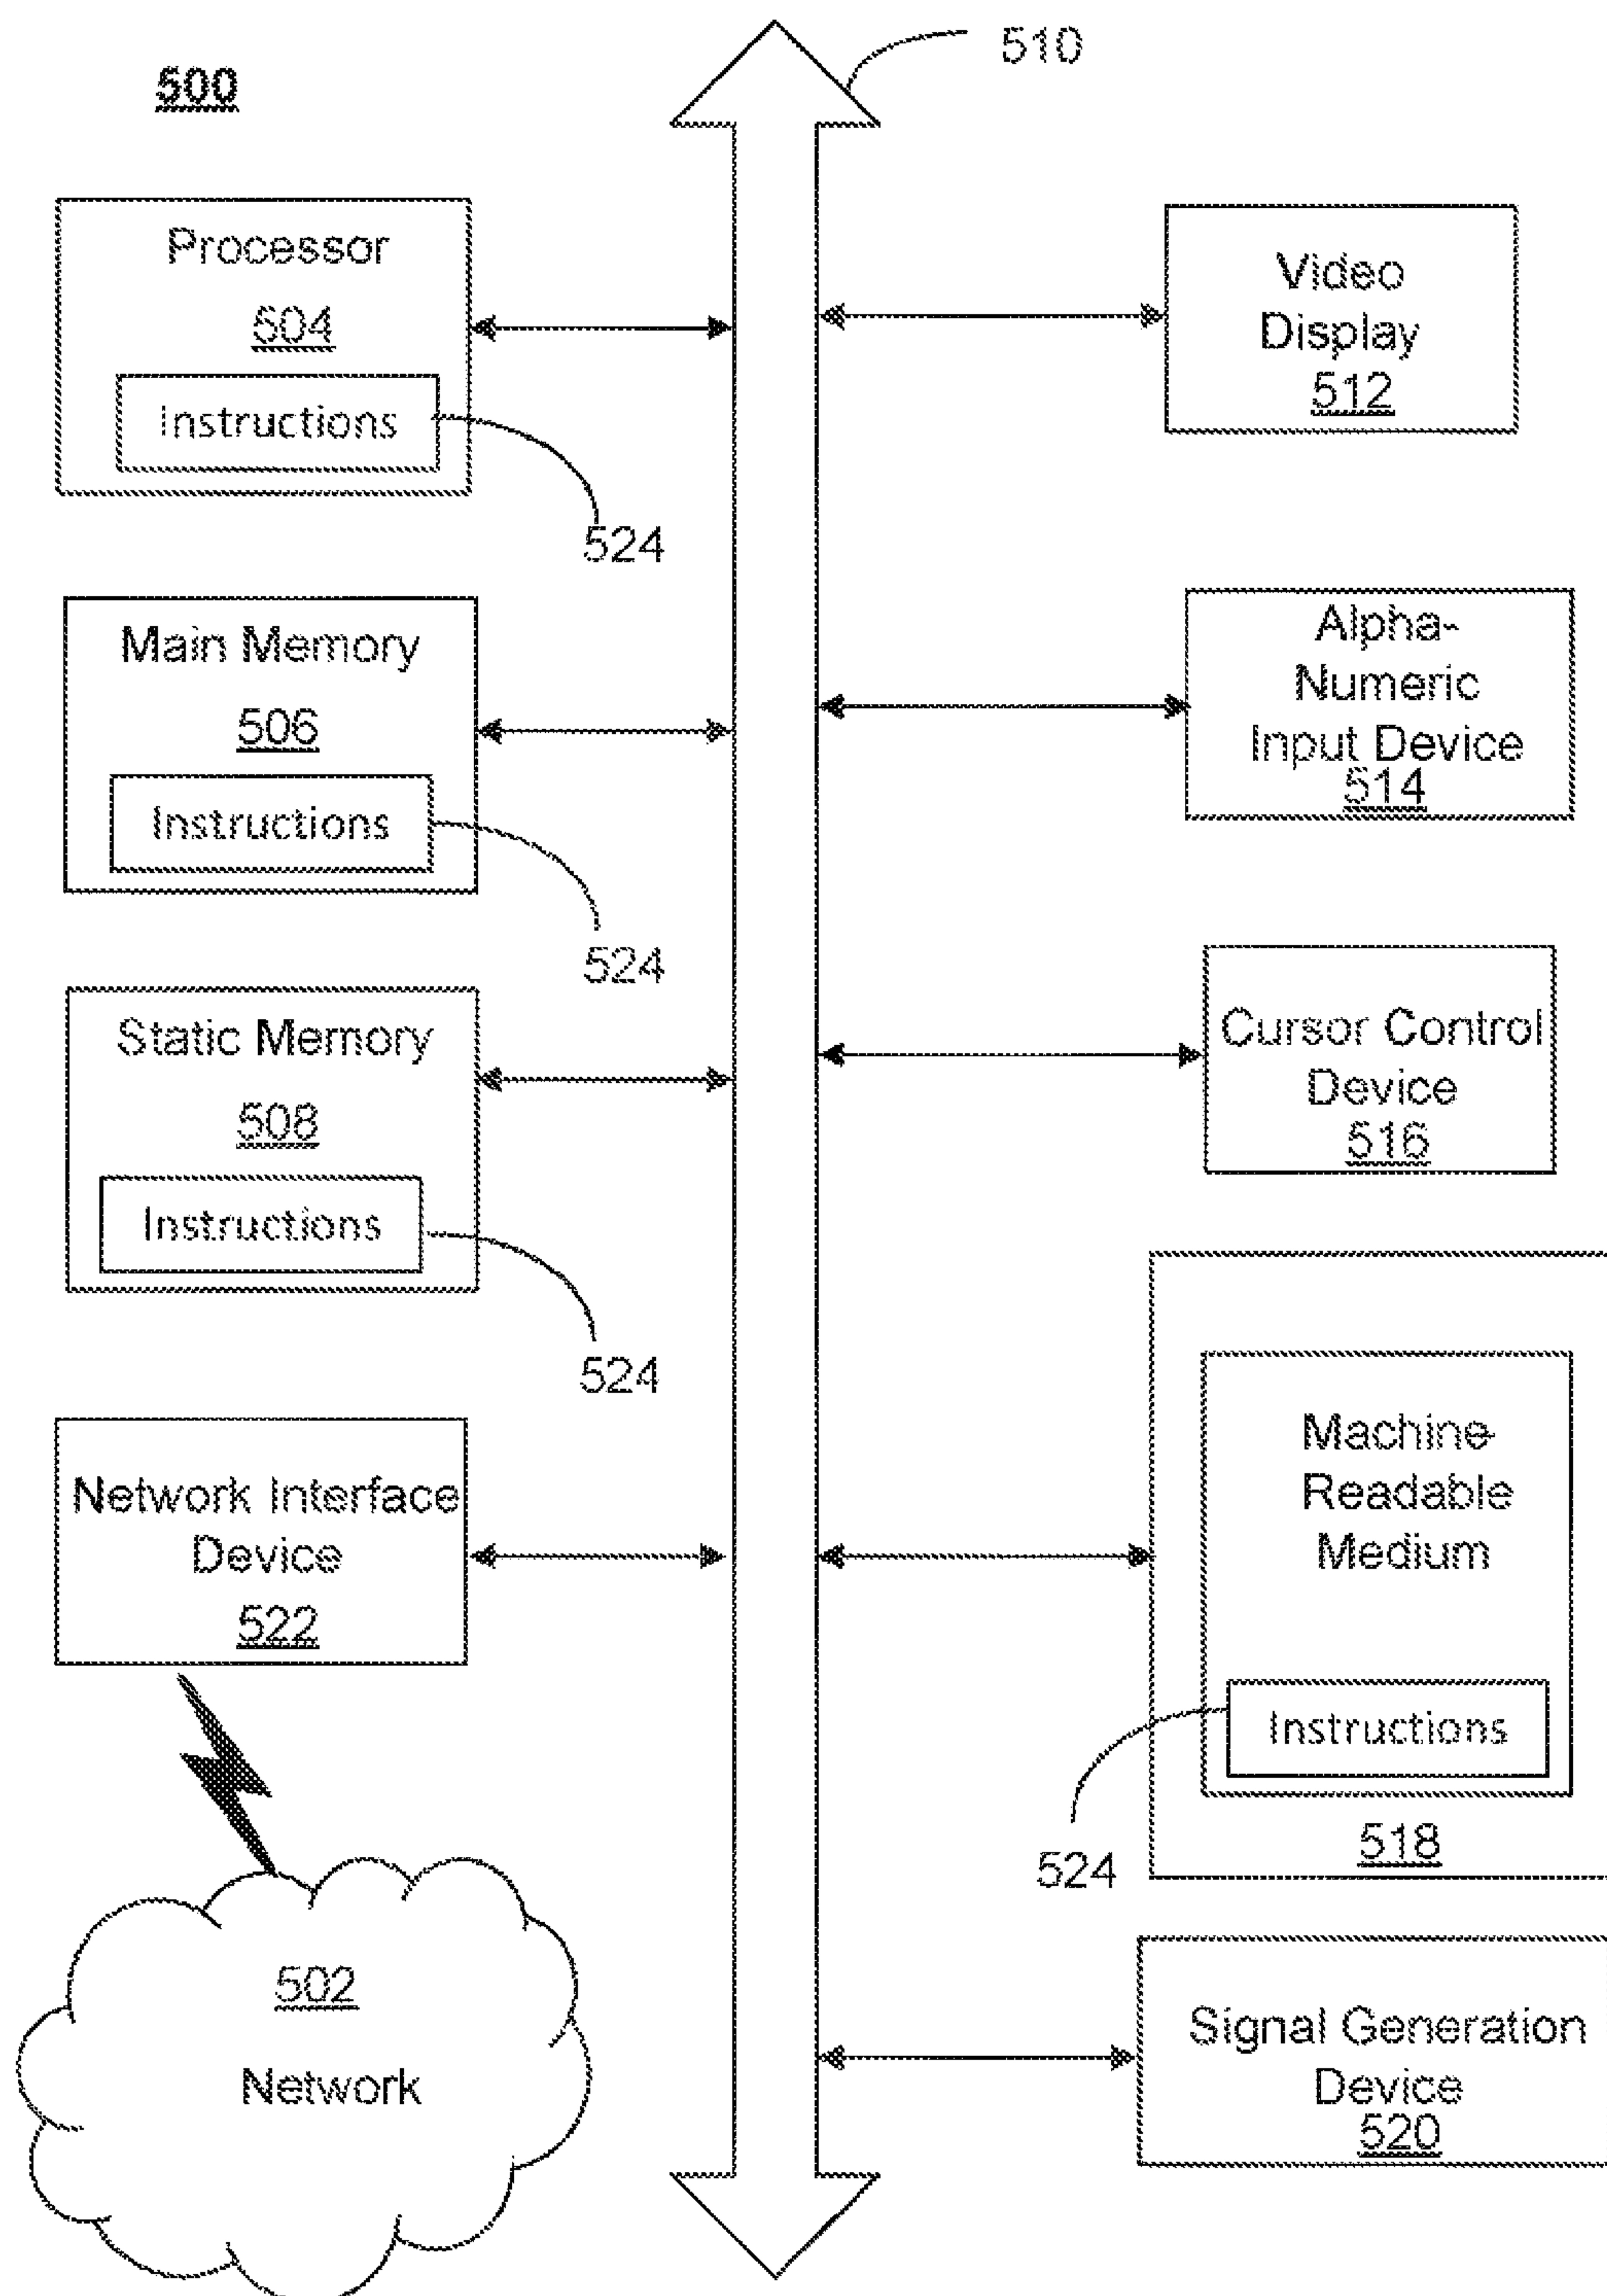 500
510
Processor
504
Instructions
524
Main Memory
506
Instructions
524
Static Memory
508
Instructions
524
Network Interface
Device
522
502
Network
Video
Display
512
Alpha-
Numeric
Input Device
514
Cursor Control
Device
516
Machine-
Readable
Medium
Instructions
524
518
Signal Generation
Device
520